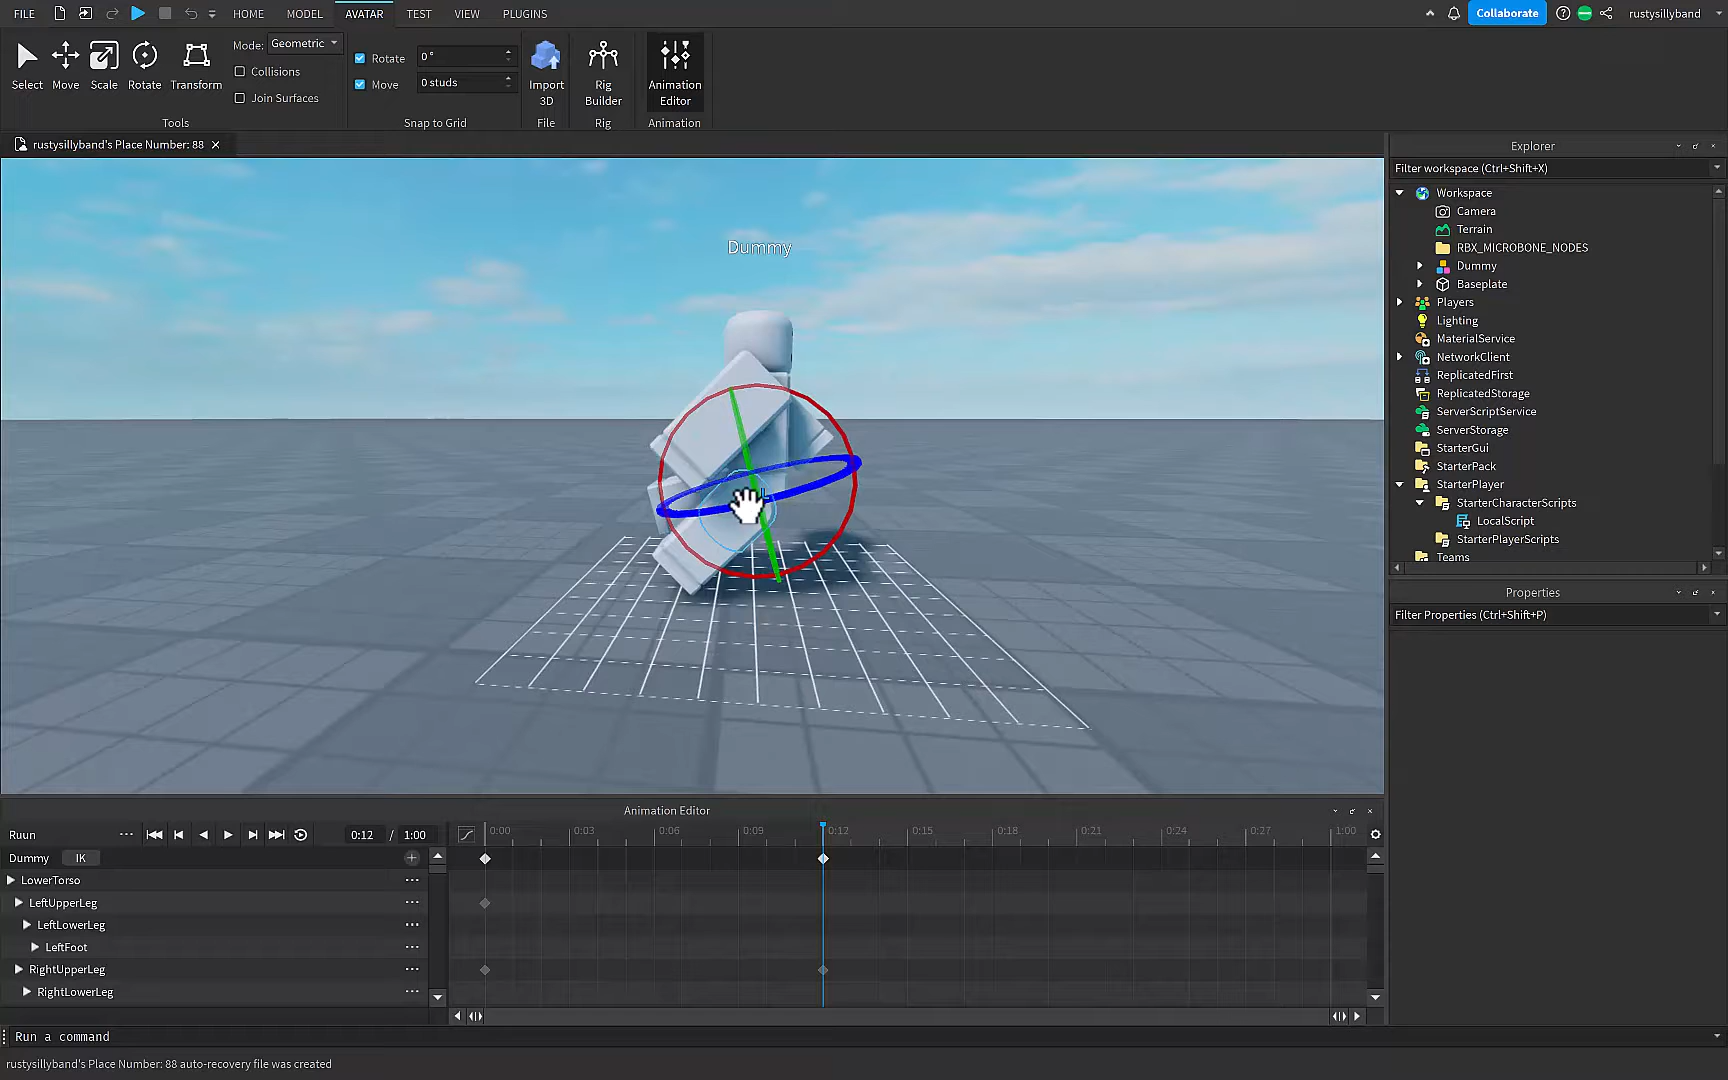 FILE HOME MODEL AVATAR TEST VIEW PLUGINS Collaborate rustysillyband
Select Move Scale Rotate Transform
Mode: Geometric
Collisions
Join Surfaces
Tools
Rotate 0 °
Move 0 studs
Snap to Grid
Import 3D
File
Rig Builder
Rig
Animation Editor
Animation
rustysillyband's Place Number: 88
Dummy
L
Explorer
Filter workspace (Ctrl+Shift+X)
Workspace
Camera
Terrain
RBX_MICROBONE_NODES
Dummy
Baseplate
Players
Lighting
MaterialService
NetworkClient
ReplicatedFirst
ReplicatedStorage
ServerScriptService
ServerStorage
StarterGui
StarterPack
StarterPlayer
StarterCharacterScripts
LocalScript
StarterPlayerScripts
Teams
Properties
Filter Properties (Ctrl+Shift+P)
Animation Editor
Ruun 0:12 / 1:00 0:00 0:03 0:06 0:09 0:12 0:15 0:18 0:21 0:24 0:27 1:00
Dummy IK
LowerTorso
LeftUpperLeg
LeftLowerLeg
LeftFoot
RightUpperLeg
RightLowerLeg
Run a command
rustysillyband's Place Number: 88 auto-recovery file was created